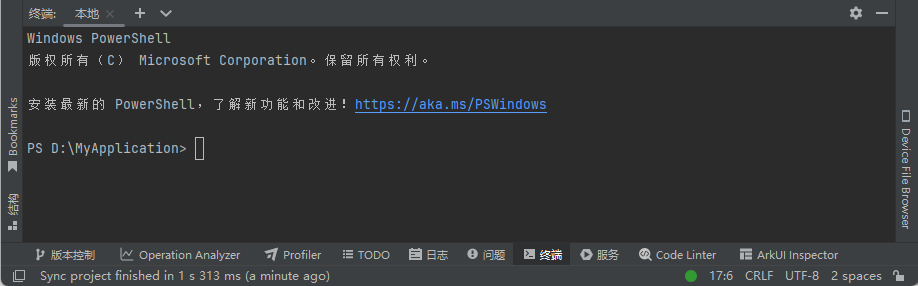 终端: 本地
Windows PowerShell
版权所有（C） Microsoft Corporation。保留所有权利。
安装最新的 PowerShell，了解新功能和改进！https://aka.ms/PSWindows
PS D:\MyApplication>
Bookmarks
结构
Device File Browser
版本控制 Operation Analyzer Profiler TODO 日志 问题 终端 服务 Code Linter ArkUI Inspector
Sync project finished in 1 s 313 ms (a minute ago) 17:6 CRLF UTF-8 2 spaces